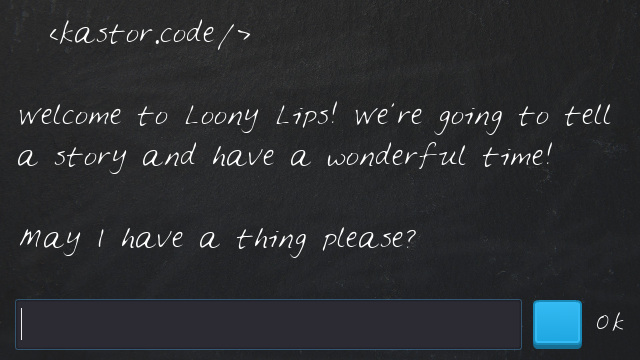 <kastor.code/>
Welcome to Loony Lips! We're going to tell
a story and have a wonderful time!
May I have a thing please?
Ok